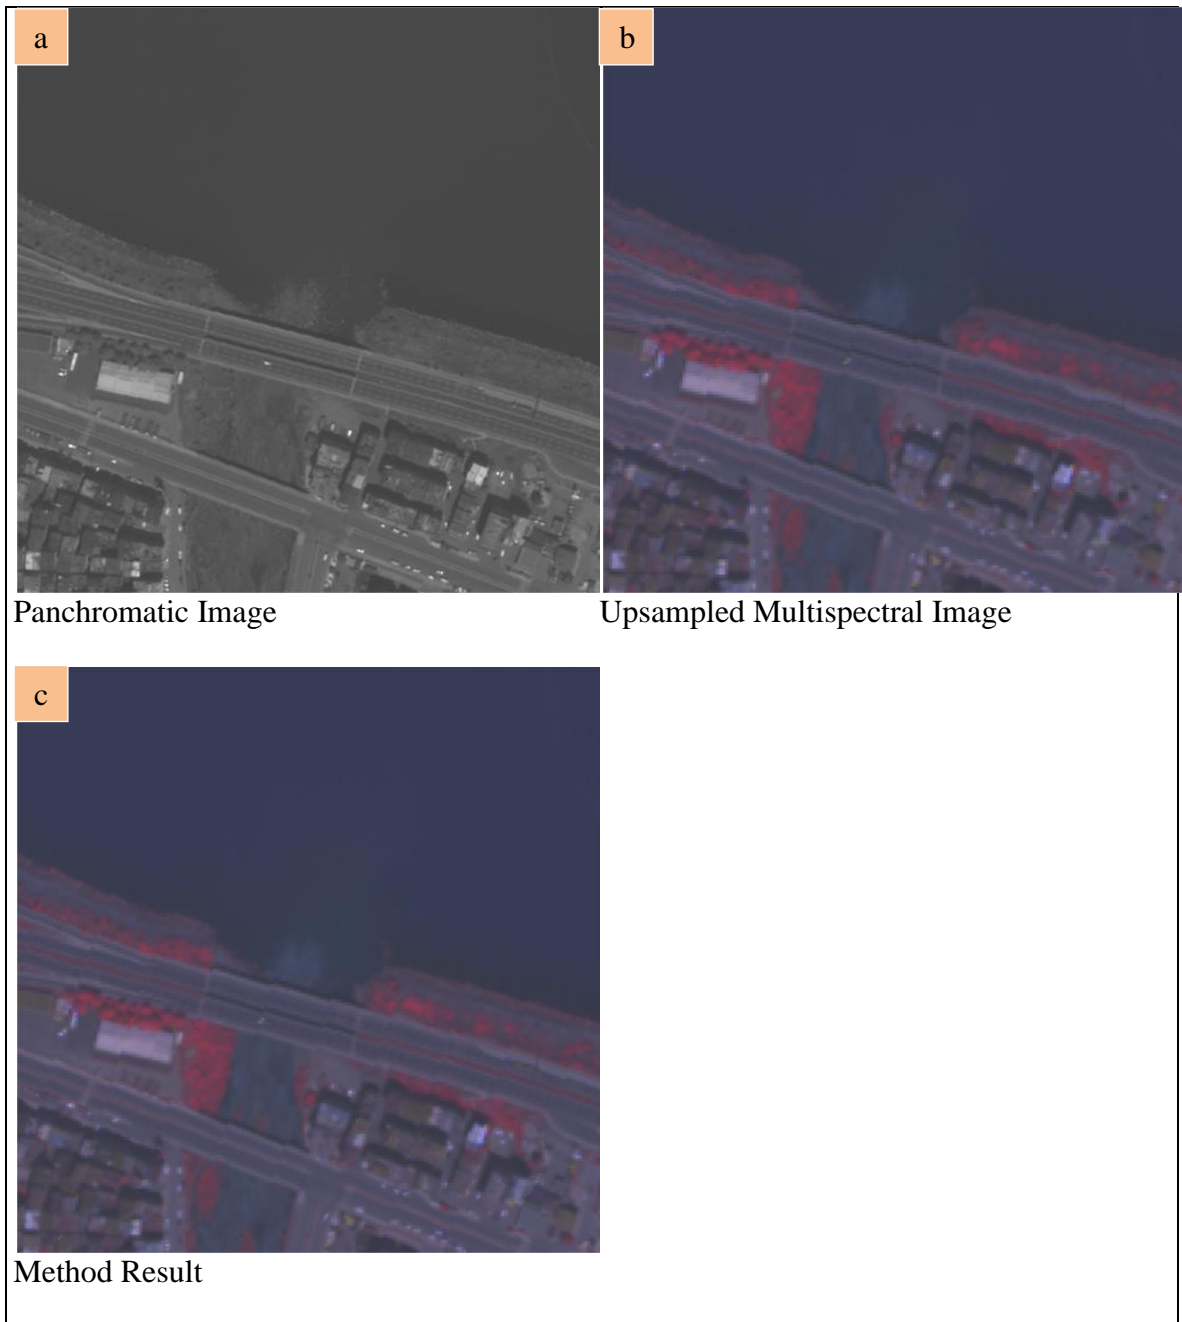 a
b
Panchromatic Image
Upsampled Multispectral Image
c
Method Result